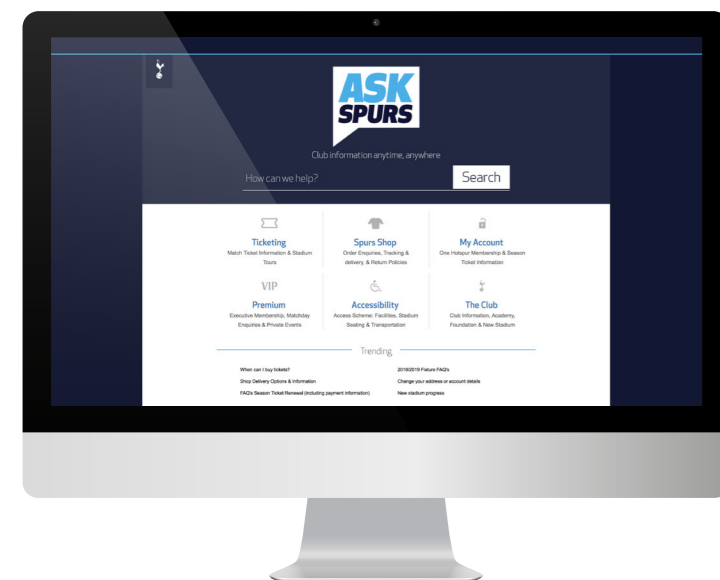 ASK
SPURS
Club information anytime, anywhere
How can we help?
Search
Ticketing
Match Ticket Information & Stadium
Tours
Spurs Shop
Order Enquires, Tracking &
delivery, & Return Policies
My Account
One Hotspur Membership & Season
Ticket Information
VIP
Premium
Executive Membership, Matchday
Enquiries & Private Events
Accessibility
Access Scheme: Facilities, Stadium
Seating & Transportation
The Club
Club Information, Academy,
Foundation & New Stadium
Trending
When can I buy tickets?
2018/2019 Fixture FAQ's
Shop Delivery Options & Information
Change your address or account details
FAQ's Season Ticket Renewal (including payment information)
New stadium progress